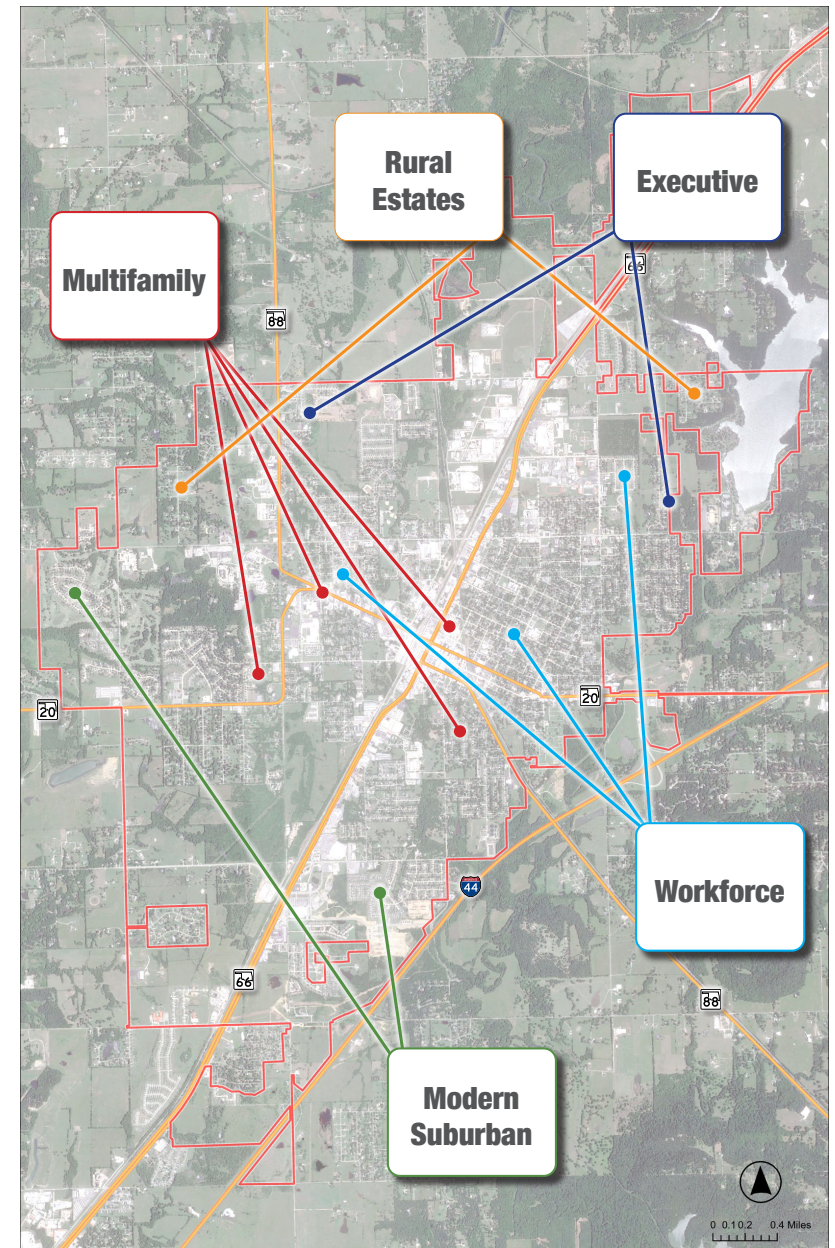 Rural
Estates
Executive
Multifamily
66
88
20
20
Workforce
44
66
88
Modern
Suburban
0 0.1 0.2 0.4 Miles